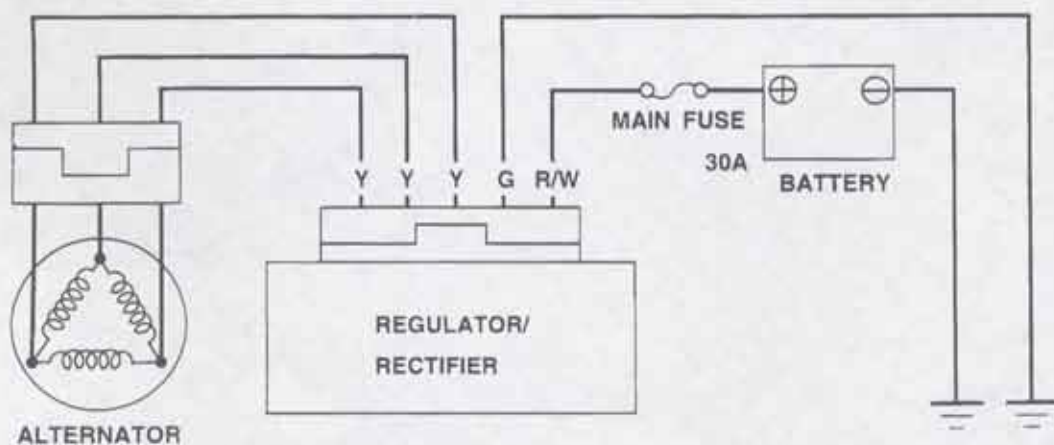 MAIN FUSE
30A
BATTERY
Y Y Y G R/W
REGULATOR/
RECTIFIER
ALTERNATOR